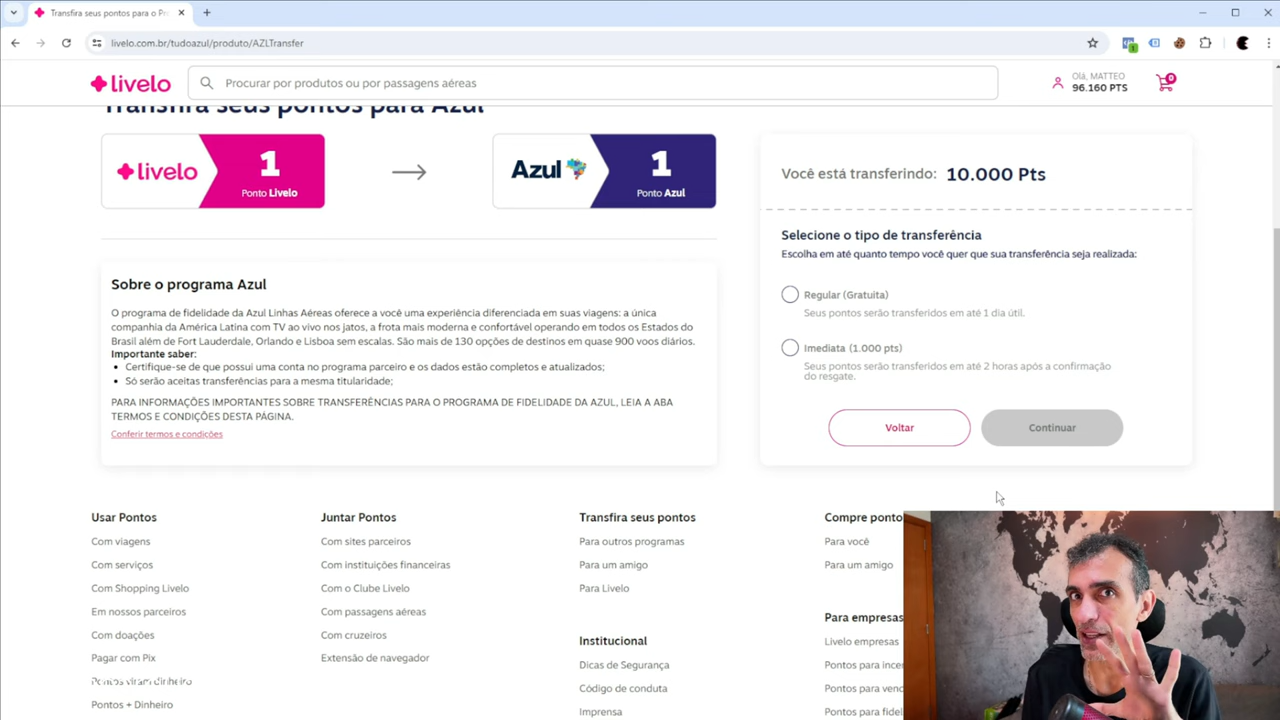 Transfira seus pontos para o Pr
livelo.com.br/tudoazul/produto/AZLTransfer
livelo
Procurar por produtos ou por passagens aéreas
Olá, MATTEO
96.160 PTS
0
Transfira seus pontos para Azul
livelo
1
Ponto Livelo
Azul
1
Ponto Azul
Você está transferindo: 10.000 Pts
Selecione o tipo de transferência
Escolha em até quanto tempo você quer que sua transferência seja realizada:
Regular (Gratuita)
Seus pontos serão transferidos em até 1 dia útil.
Imediata (1.000 pts)
Seus pontos serão transferidos em até 2 horas após a confirmação
do resgate.
Voltar
Continuar
Sobre o programa Azul
O programa de fidelidade da Azul Linhas Aéreas oferece a você uma experiência diferenciada em suas viagens: a única
companhia da América Latina com TV ao vivo nos jatos, a frota mais moderna e confortável operando em todos os Estados do
Brasil além de Fort Lauderdale, Orlando e Lisboa sem escalas. São mais de 130 opções de destinos em quase 900 voos diários.
Importante saber:
Certifique-se de que possui uma conta no programa parceiro e os dados estão completos e atualizados;
Só serão aceitas transferências para a mesma titularidade;
PARA INFORMAÇÕES IMPORTANTES SOBRE TRANSFERÊNCIAS PARA O PROGRAMA DE FIDELIDADE DA AZUL, LEIA A ABA
TERMOS E CONDIÇÕES DESTA PÁGINA.
Conferir termos e condições
Usar Pontos
Com viagens
Com serviços
Com Shopping Livelo
Em nossos parceiros
Com doações
Pagar com Pix
Pontos viram dinheiro
Pontos + Dinheiro
Juntar Pontos
Com sites parceiros
Com instituições financeiras
Com o Clube Livelo
Com passagens aéreas
Com cruzeiros
Extensão de navegador
Transfira seus pontos
Para outros programas
Para um amigo
Para Livelo
Institucional
Dicas de Segurança
Código de conduta
Imprensa
Compre ponto
Para você
Para um amigo
Para empresas
Livelo empresas
Pontos para ince
Pontos para vend
Pontos para fidel